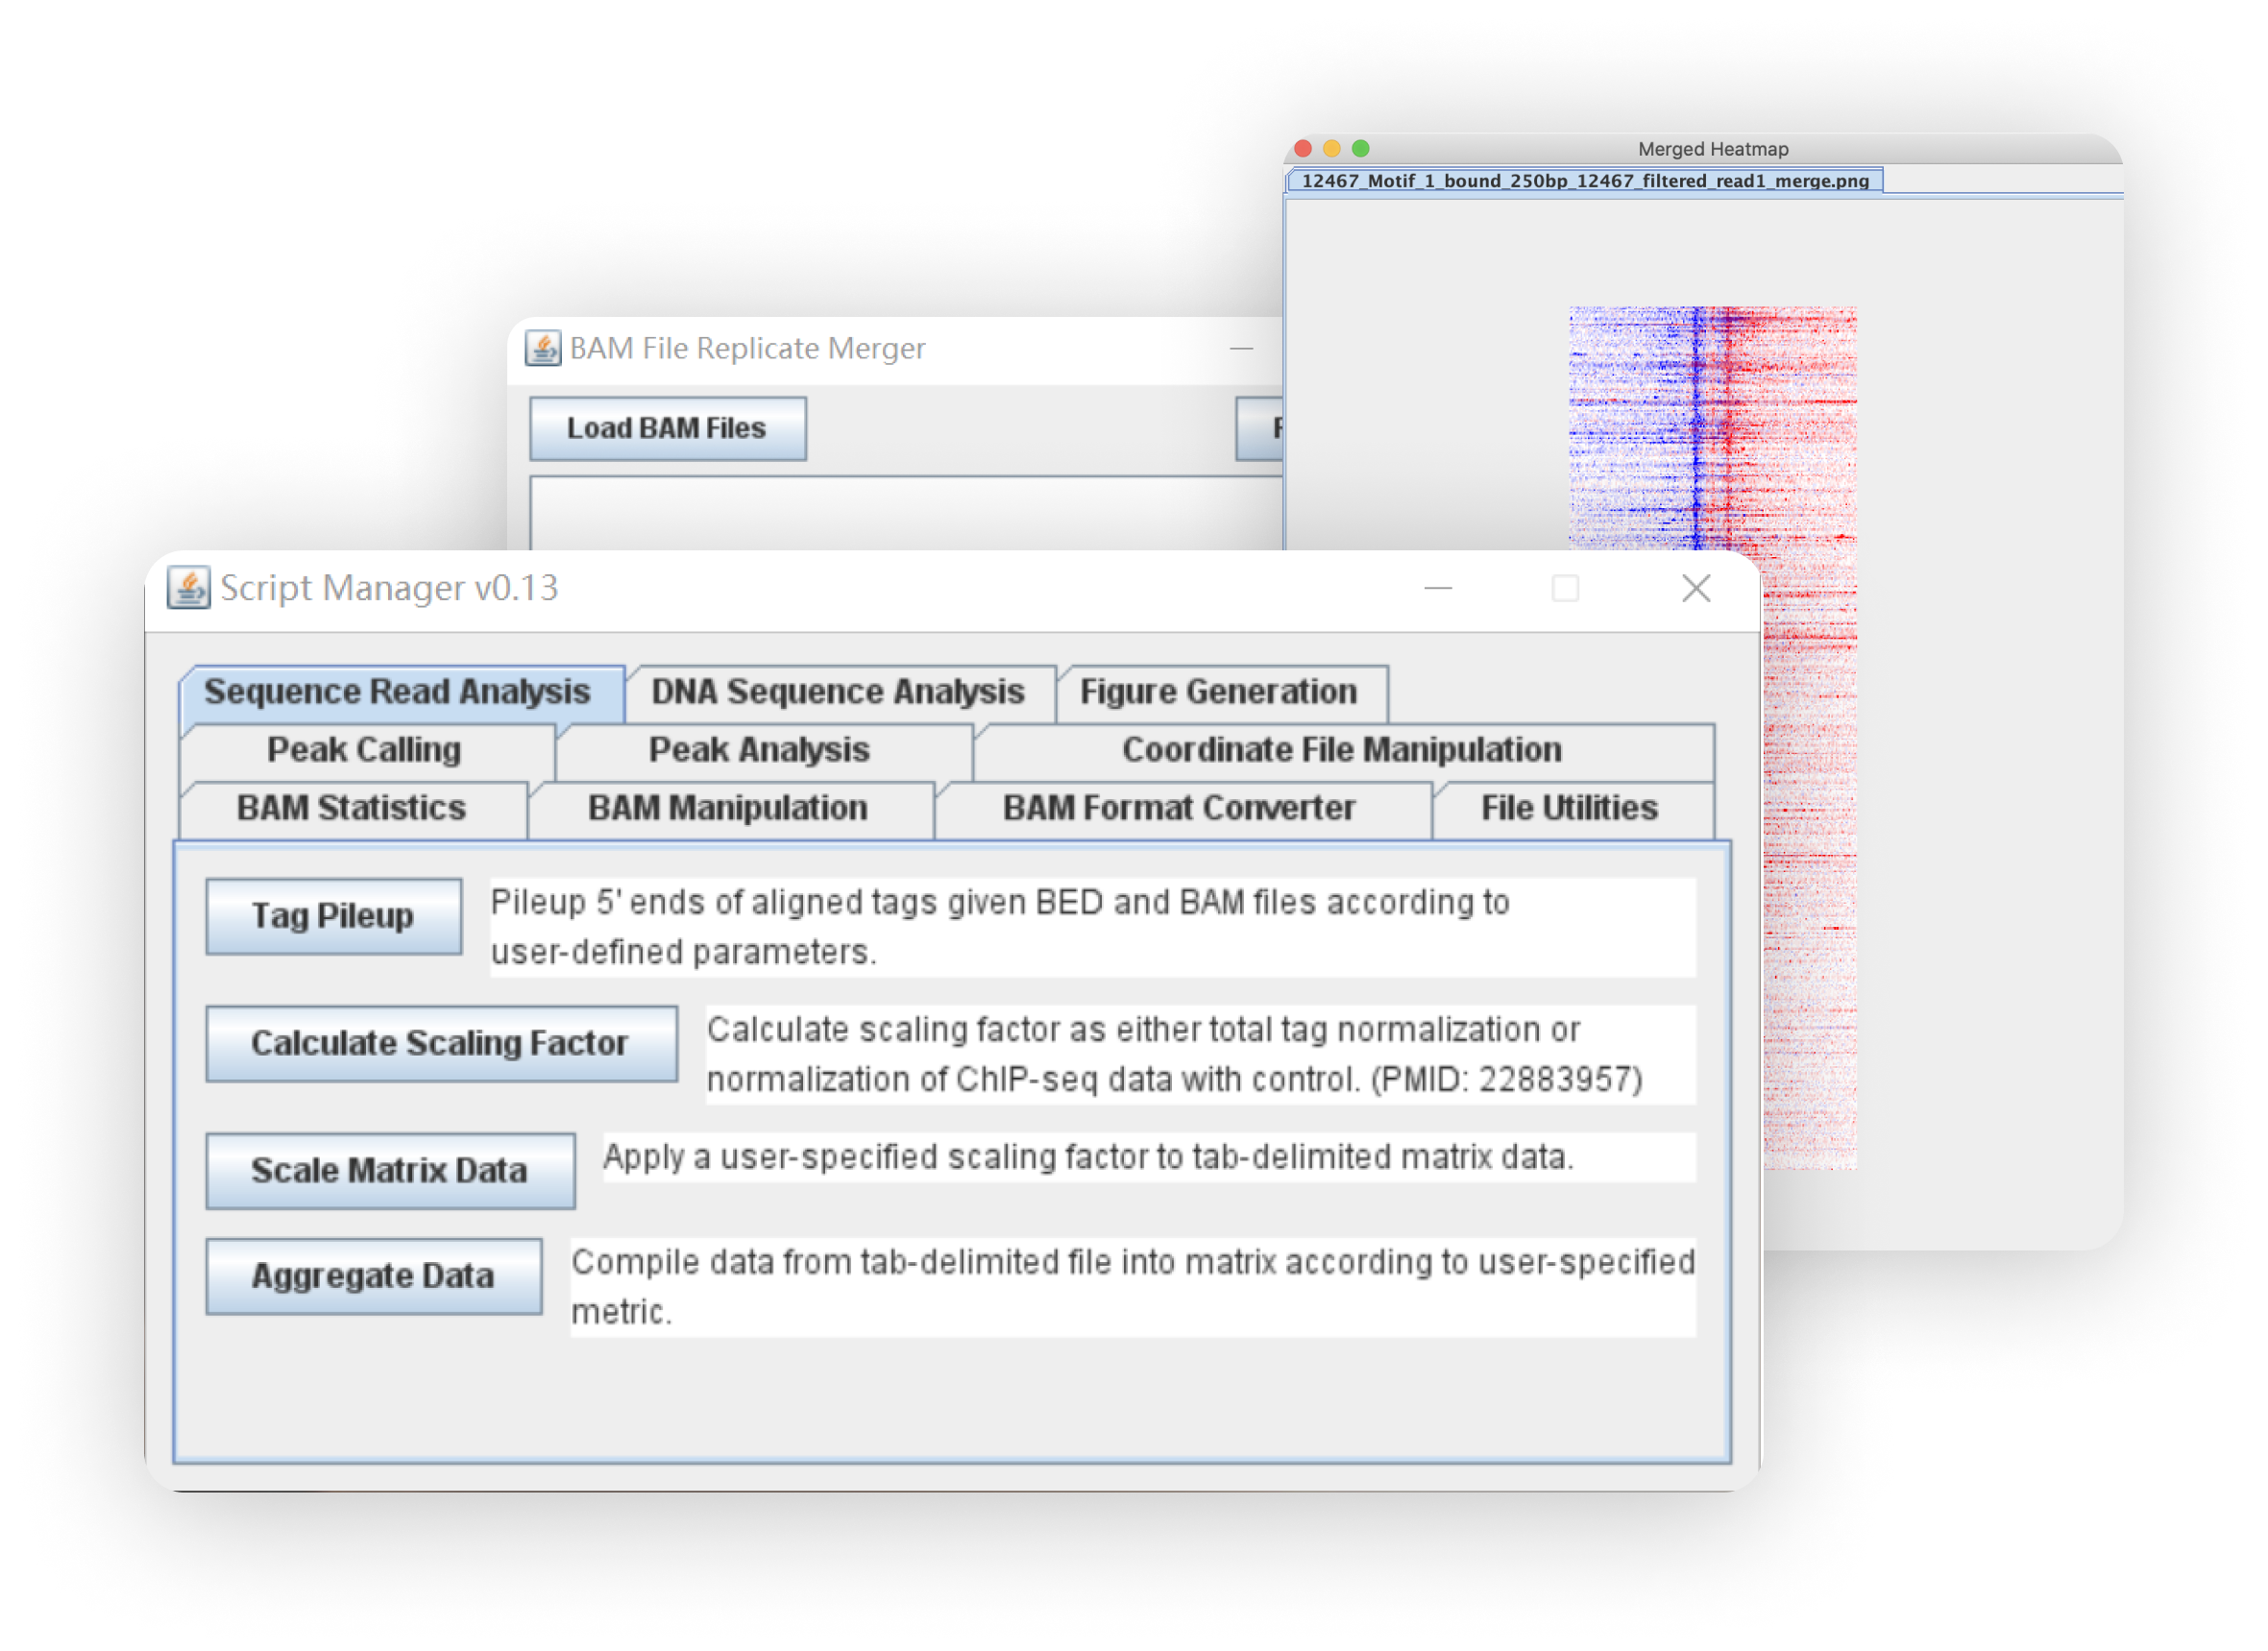 Merged Heatmap
12467_Motif_1_bound_250bp_12467_filtered_read1_merge.png
BAM File Replicate Merger
Load BAM Files
Script Manager v0.13
Sequence Read Analysis
DNA Sequence Analysis
Figure Generation
Peak Calling
Peak Analysis
Coordinate File Manipulation
BAM Statistics
BAM Manipulation
BAM Format Converter
File Utilities
Tag Pileup
Pileup 5' ends of aligned tags given BED and BAM files according to
user-defined parameters.
Calculate Scaling Factor
Calculate scaling factor as either total tag normalization or
normalization of ChIP-seq data with control. (PMID: 22883957)
Scale Matrix Data
Apply a user-specified scaling factor to tab-delimited matrix data.
Aggregate Data
Compile data from tab-delimited file into matrix according to user-specified
metric.